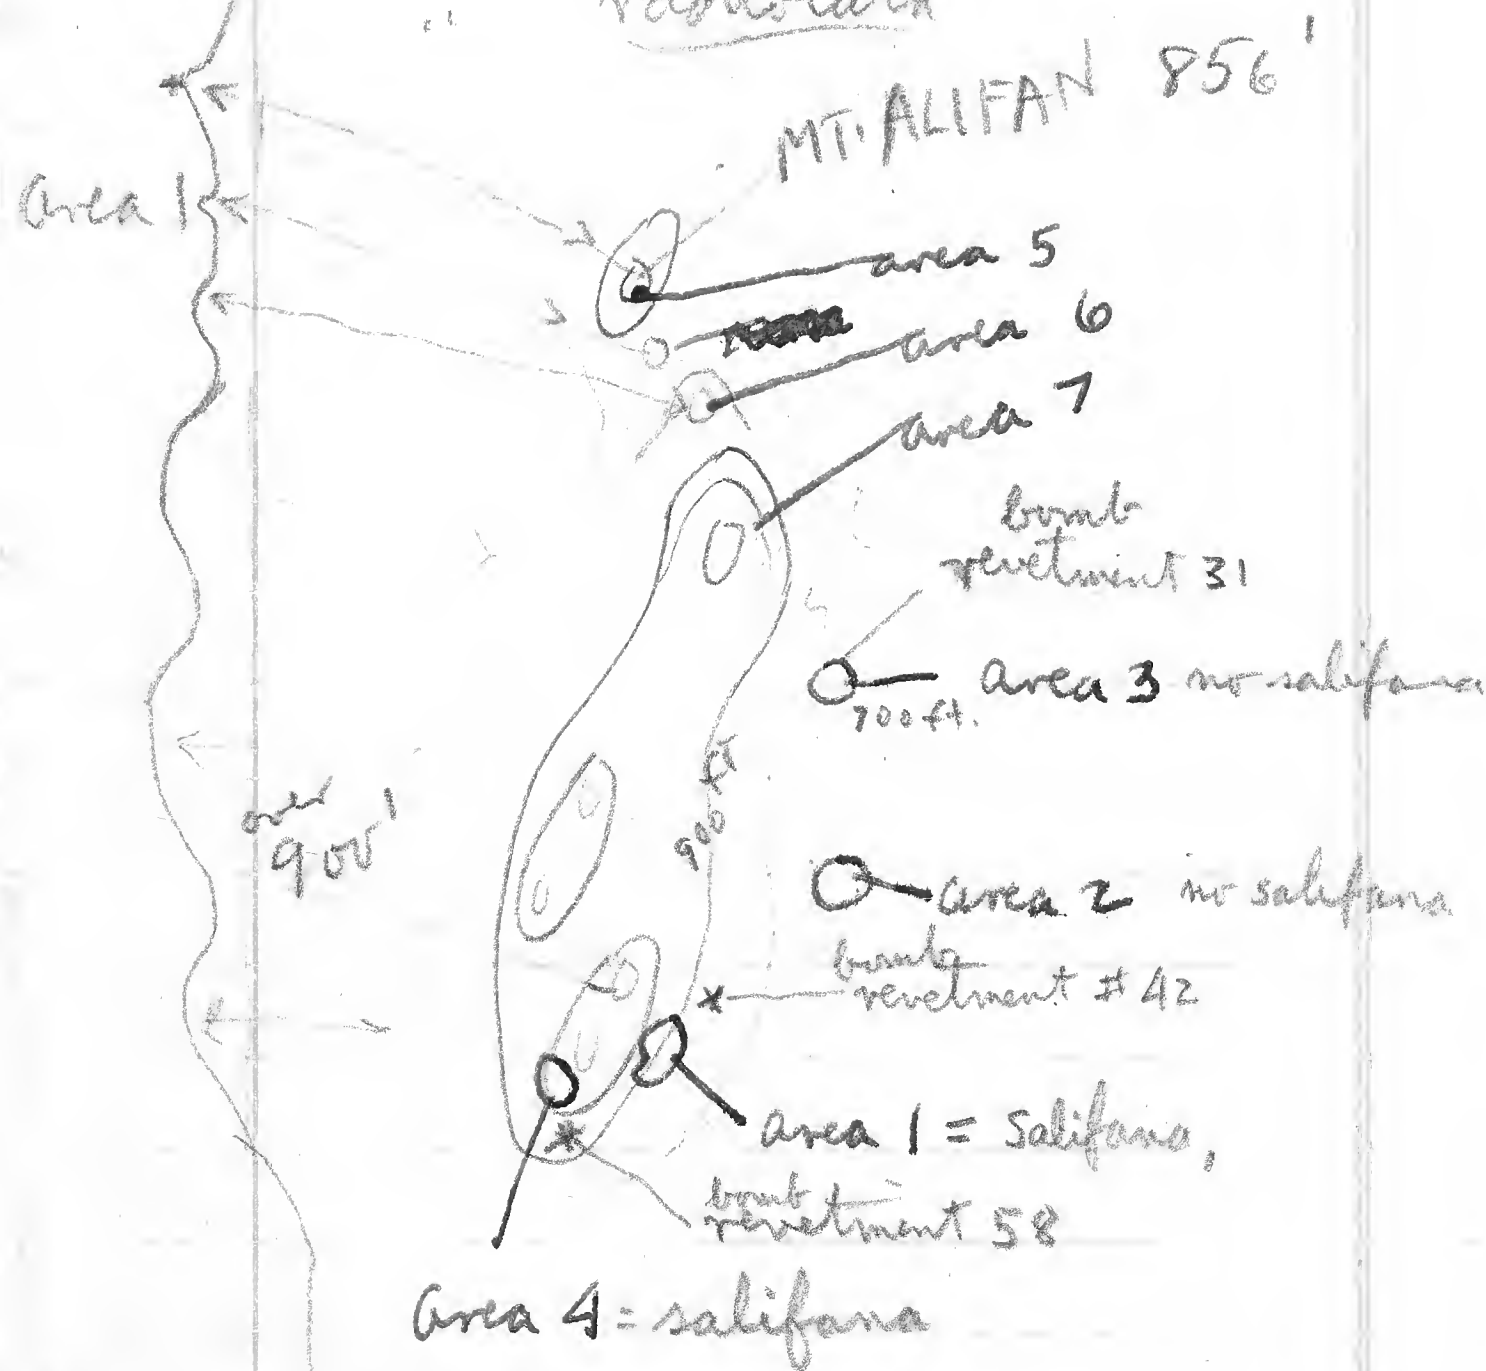 MT. ALIFAN 856'
area 1
area 5
area 6
area 7
bomb
revetment 31
area 3 no salifana
700 ft.
900 ft
over
900'
area 2 no salifana
bomb
revetment # 42
area 1 = Salifana,
bomb
revetment 58
area 4 = salifana